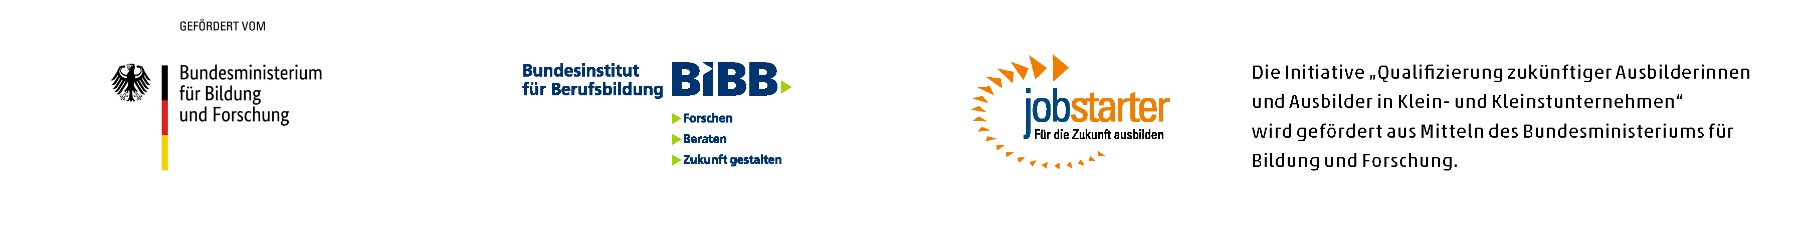 GEFÖRDERT VOM
Bundesministerium
für Bildung
und Forschung
Bundesinstitut
für Berufsbildung
BiBB
Forschen
Beraten
Zukunft gestalten
jobstarter
Für die Zukunft ausbilden
Die Initiative „Qualifizierung zukünftiger Ausbilderinnen
und Ausbilder in Klein- und Kleinstunternehmen“
wird gefördert aus Mitteln des Bundesministeriums für
Bildung und Forschung.